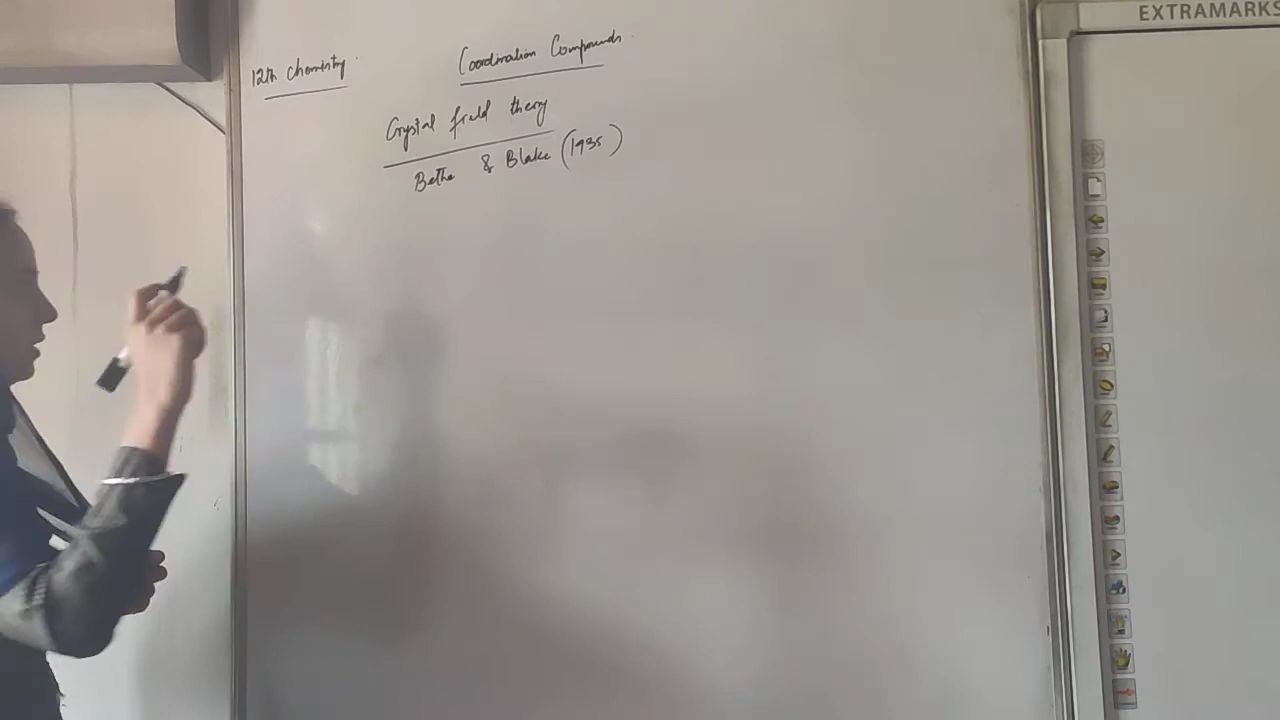 EXTRAMARKS
12th chemistry.
Coordination Compounds.
Crystal field theory
Bethe & Blake (1935)